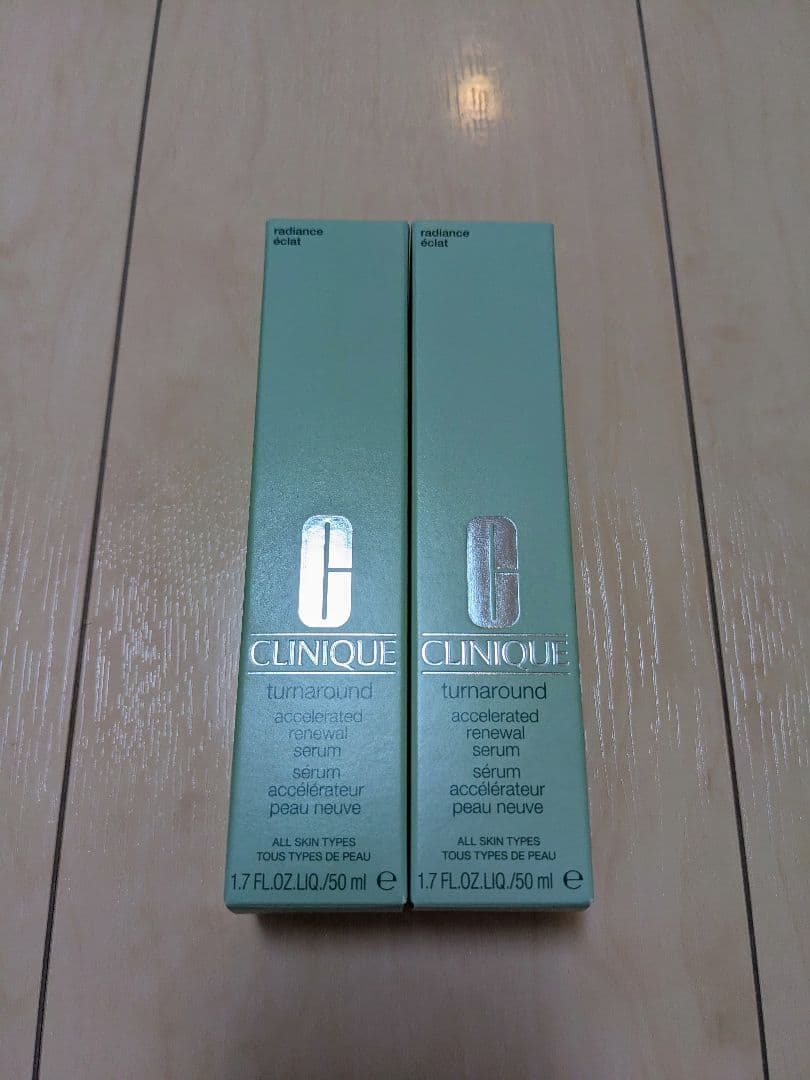 radiance
éclat
C
CLINIQUE
turnaround
accelerated
renewal
serum
sérum
accélérateur
peau neuve
ALL SKIN TYPES
TOUS TYPES DE PEAU
1.7 FL.OZ.LIQ./50 ml ℮
radiance
éclat
C
CLINIQUE
turnaround
accelerated
renewal
serum
sérum
accélérateur
peau neuve
ALL SKIN TYPES
TOUS TYPES DE PEAU
1.7 FL.OZ.LIQ./50 ml ℮